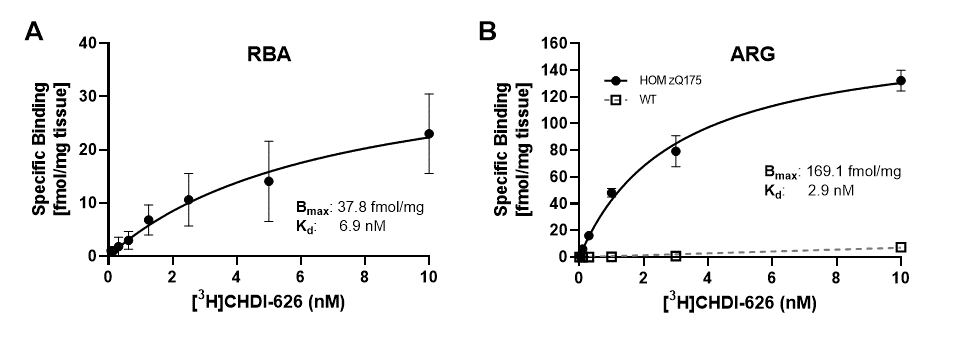 A
RBA
Specific Binding
[fmol/mg tissue]
40
30
20
10
0
0
2
4
6
8
10
[³H]CHDI-626 (nM)
Bmax: 37.8 fmol/mg
Kd: 6.9 nM
B
ARG
Specific Binding
[fmol/mg tissue]
160
140
120
100
80
60
40
20
0
0
2
4
6
8
10
[³H]CHDI-626 (nM)
HOM zQ175
WT
Bmax: 169.1 fmol/mg
Kd: 2.9 nM